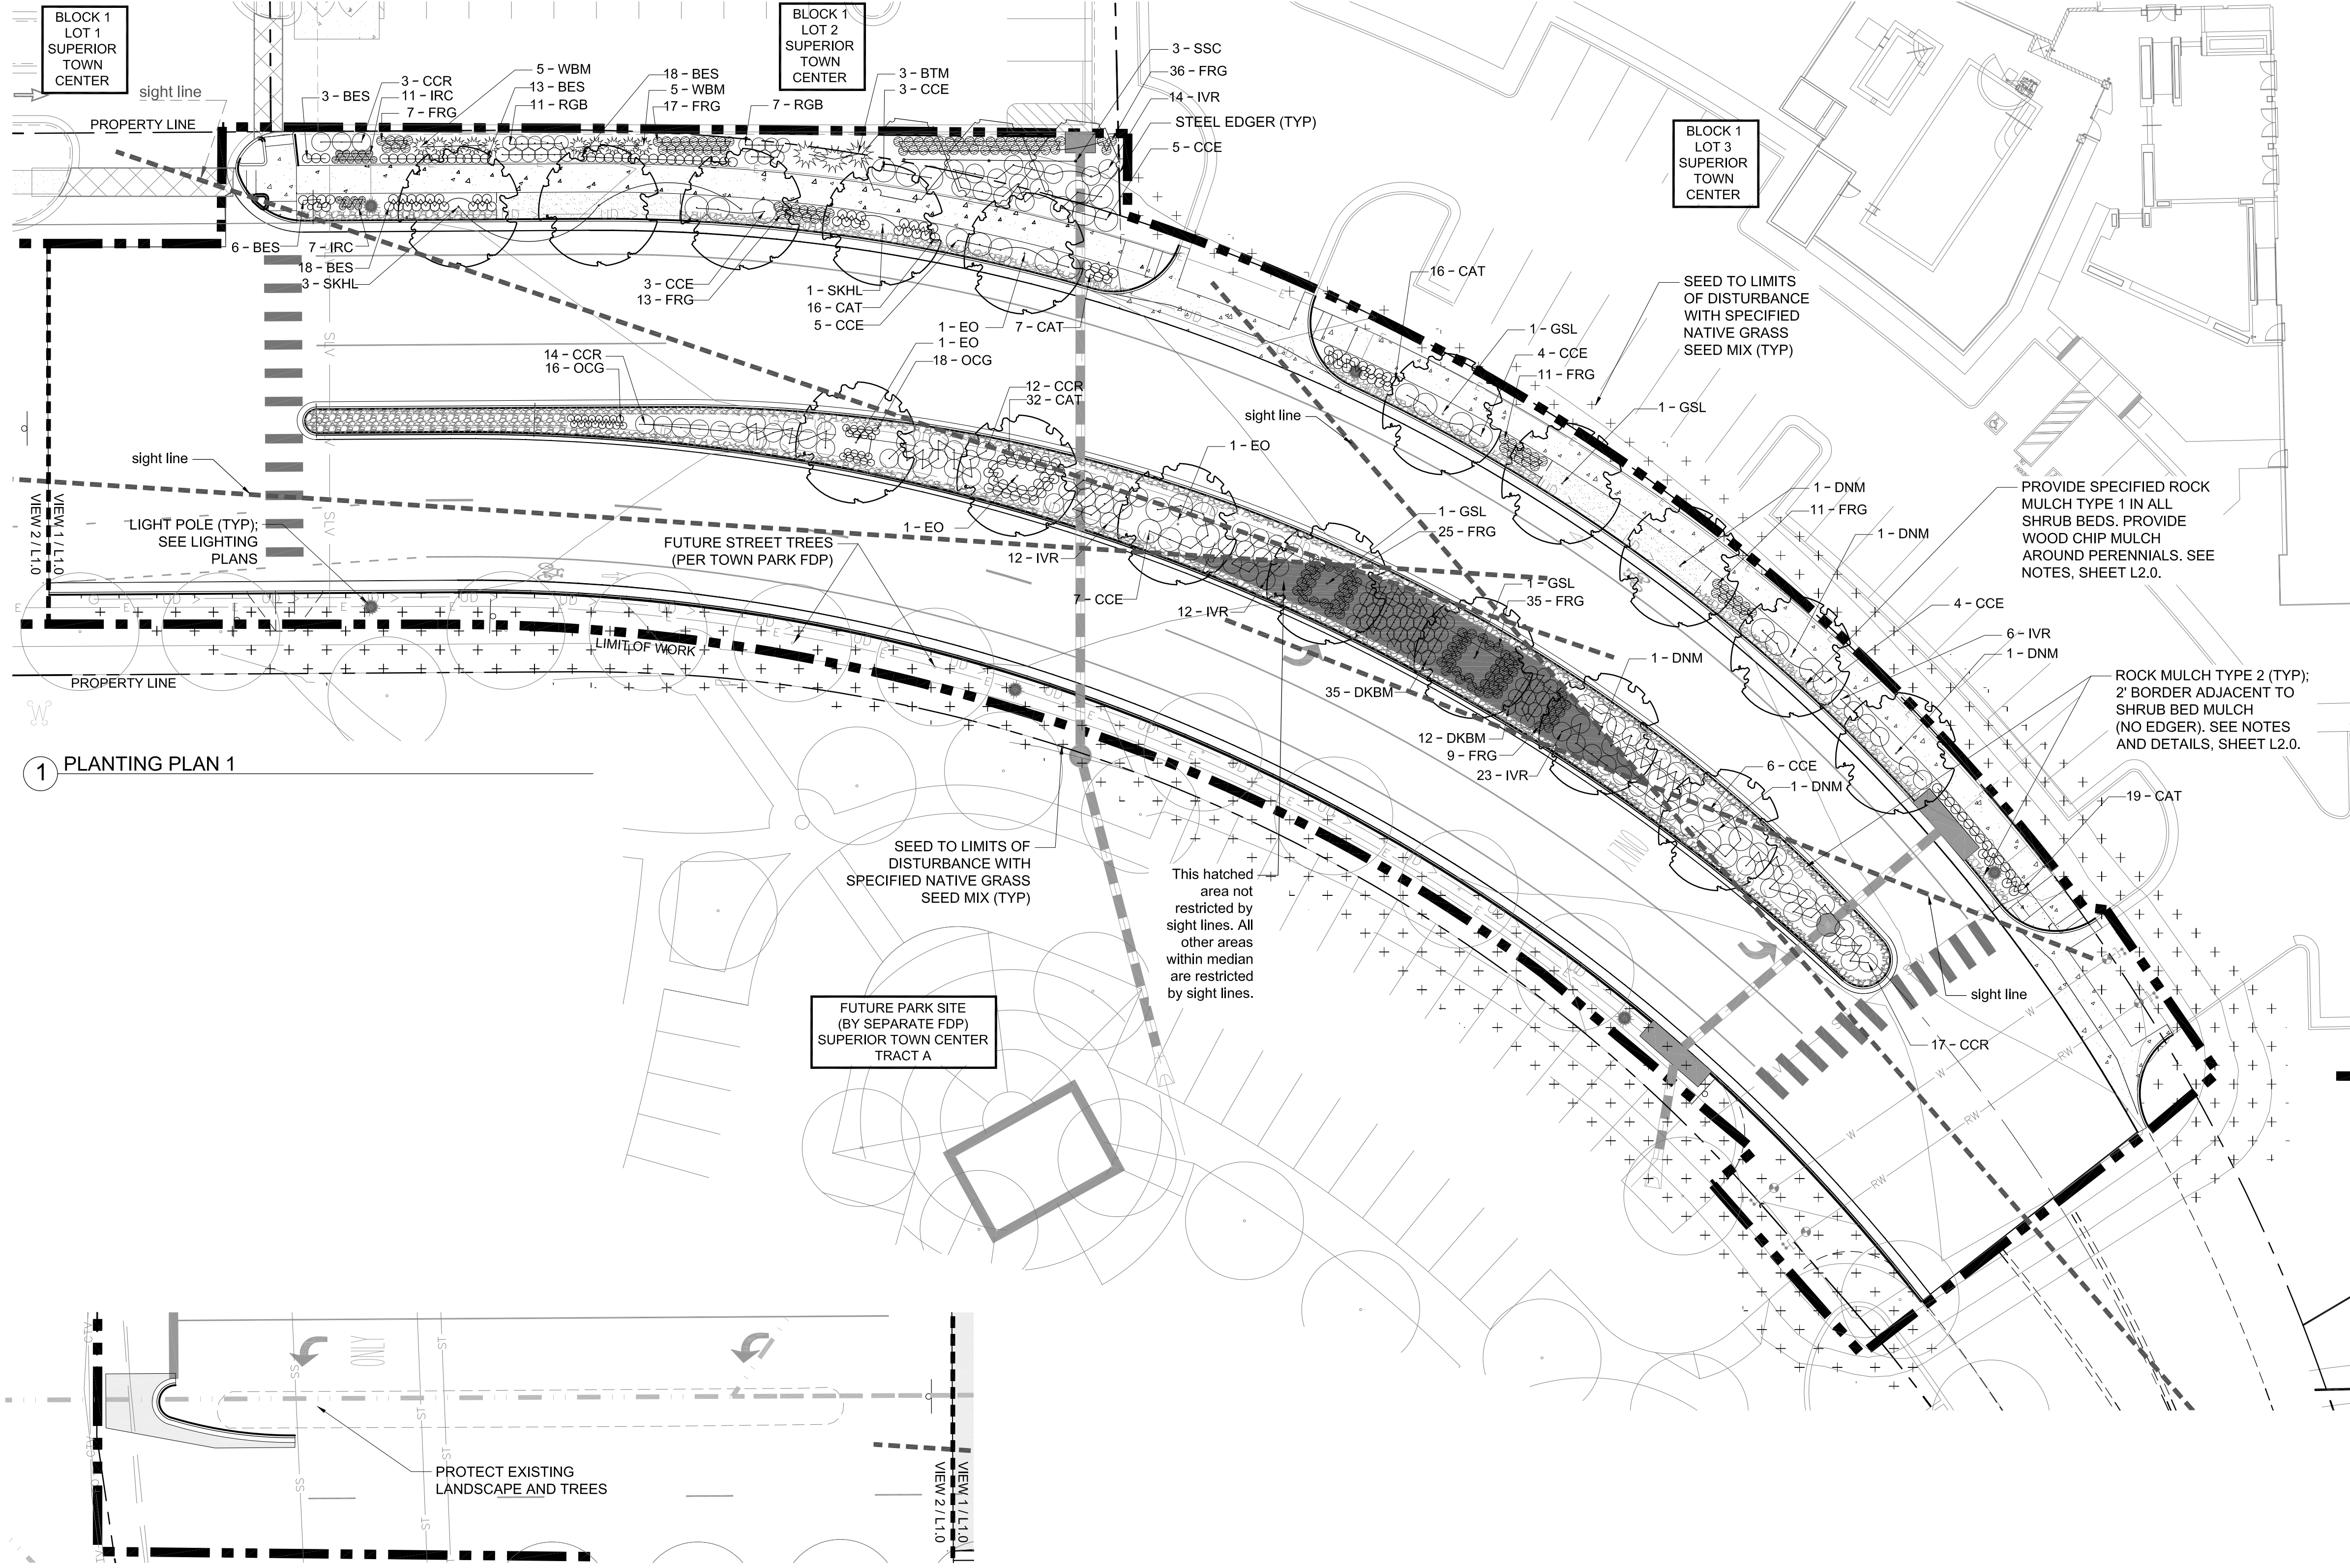 BLOCK 1
LOT 1
SUPERIOR
TOWN
CENTER
BLOCK 1
LOT 2
SUPERIOR
TOWN
CENTER
BLOCK 1
LOT 3
SUPERIOR
TOWN
CENTER
sight line
PROPERTY LINE
3 - BES
3 - CCR
11 - IRC
7 - FRG
5 - WBM
13 - BES
11 - RGB
18 - BES
5 - WBM
17 - FRG
7 - RGB
3 - BTM
3 - CCE
3 - SSC
36 - FRG
14 - IVR
STEEL EDGER (TYP)
5 - CCE
6 - BES
7 - IRC
18 - BES
3 - SKHL
3 - CCE
13 - FRG
1 - SKHL
16 - CAT
5 - CCE
1 - EO
7 - CAT
1 - EO
18 - OCG
14 - CCR
16 - OCG
12 - CCR
32 - CAT
16 - CAT
1 - GSL
4 - CCE
11 - FRG
1 - GSL
SEED TO LIMITS
OF DISTURBANCE
WITH SPECIFIED
NATIVE GRASS
SEED MIX (TYP)
sight line
sight line
1 - EO
1 - EO
12 - IVR
7 - CCE
12 - IVR
1 - GSL
25 - FRG
1 - GSL
35 - FRG
1 - DNM
11 - FRG
1 - DNM
PROVIDE SPECIFIED ROCK
MULCH TYPE 1 IN ALL
SHRUB BEDS. PROVIDE
WOOD CHIP MULCH
AROUND PERENNIALS. SEE
NOTES, SHEET L2.0.
4 - CCE
6 - IVR
1 - DNM
ROCK MULCH TYPE 2 (TYP);
2' BORDER ADJACENT TO
SHRUB BED MULCH
(NO EDGER). SEE NOTES
AND DETAILS, SHEET L2.0.
19 - CAT
VIEW 2 / L1.0
VIEW 1 / L1.0
LIGHT POLE (TYP);
SEE LIGHTING
PLANS
FUTURE STREET TREES
(PER TOWN PARK FDP)
LIMIT OF WORK
PROPERTY LINE
35 - DKBM
1 - DNM
12 - DKBM
9 - FRG
23 - IVR
6 - CCE
1 - DNM
1 PLANTING PLAN 1
SEED TO LIMITS OF
DISTURBANCE WITH
SPECIFIED NATIVE GRASS
SEED MIX (TYP)
This hatched
area not
restricted by
sight lines. All
other areas
within median
are restricted
by sight lines.
ONLY
sight line
17 - CCR
FUTURE PARK SITE
(BY SEPARATE FDP)
SUPERIOR TOWN CENTER
TRACT A
SLV
SLV
W
W
W
RW
RW
RW
ONLY
SS
SS
ST
ST
ST
ST
PROTECT EXISTING
LANDSCAPE AND TREES
VIEW 2 / L1.0
VIEW 1 / L1.0